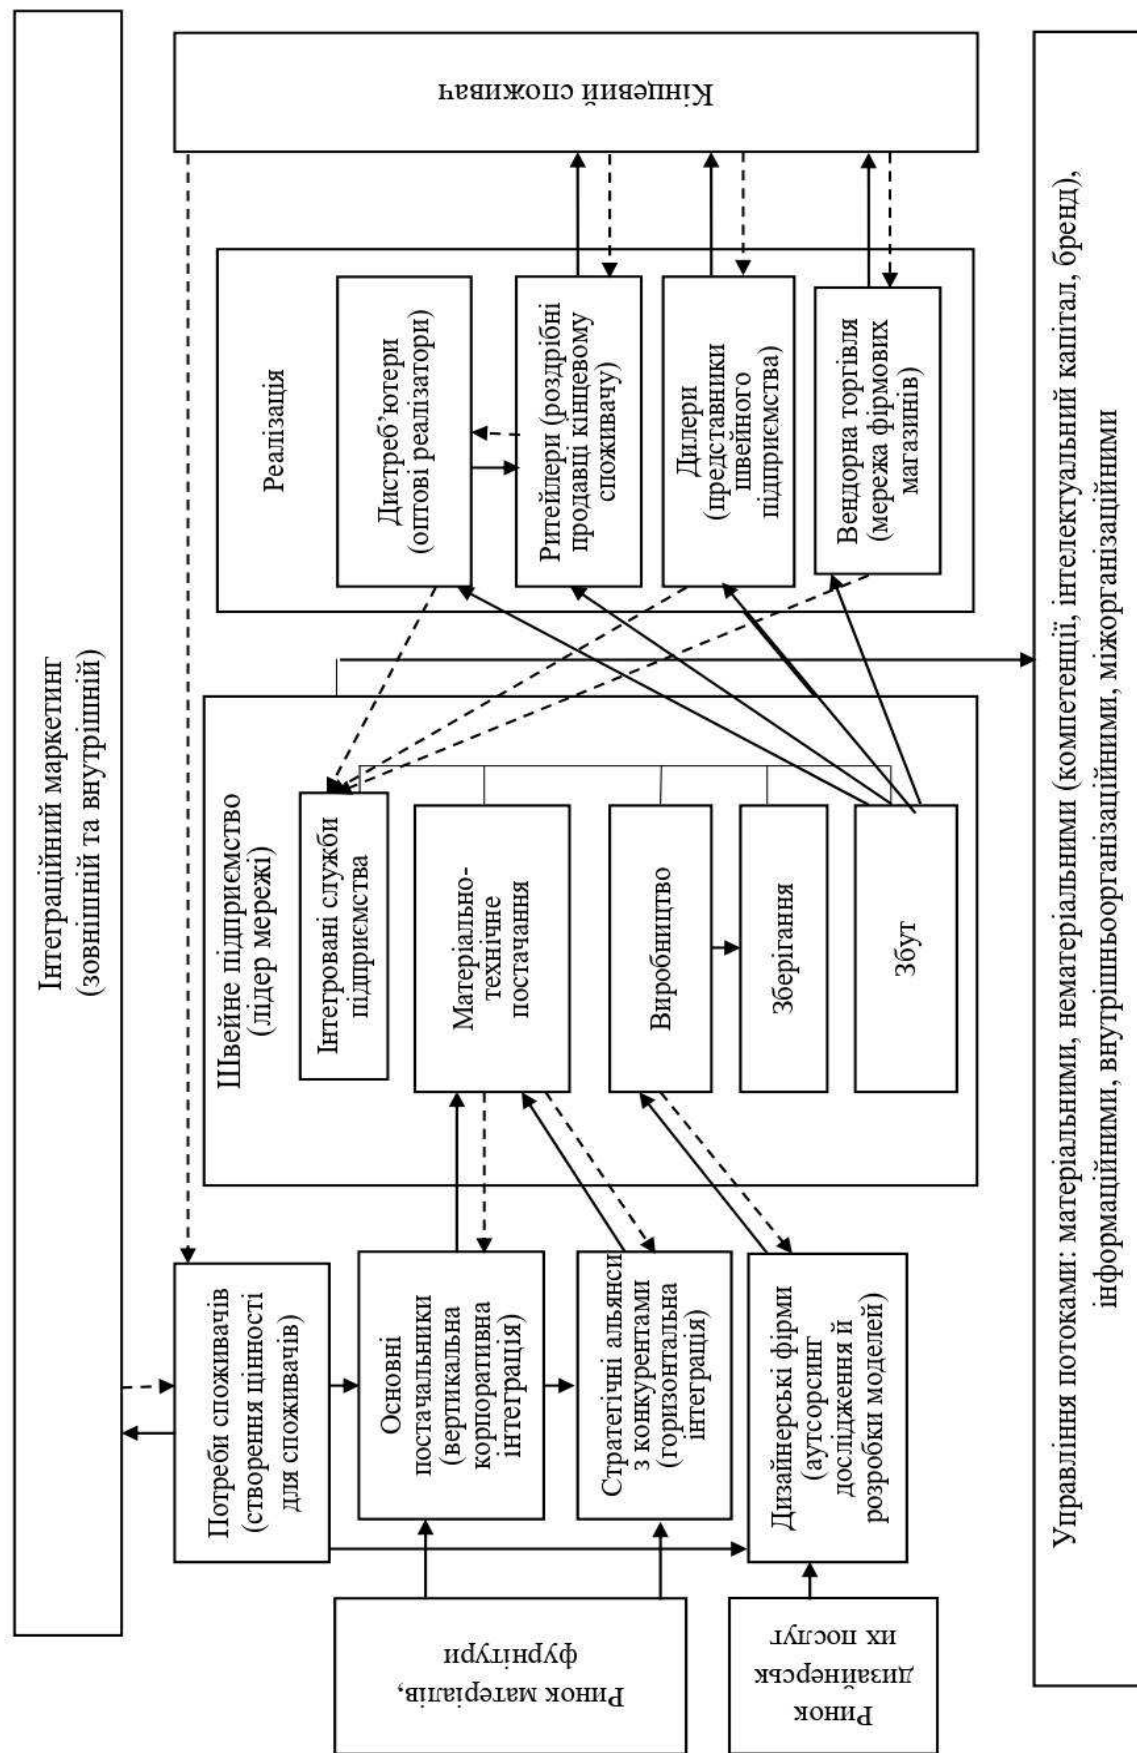 Інтеграційний маркетинг
(зовнішній та внутрішній)
Ринок матеріалів,
фурнітури
Ринок
дизайнерськ
их послуг
Потреби споживачів
(створення цінності
для споживачів)
Основні
постачальники
(вертикальна
корпоративна
інтеграція)
Стратегічні альянси
з конкурентами
(горизонтальна
інтеграція)
Дизайнерські фірми
(аутсорсинг
дослідження й
розробки моделей)
Швейне підприємство
(лідер мережі)
Інтегровані служби
підприємства
Матеріально-
технічне
постачання
Виробництво
Зберігання
Збут
Реалізація
Дистреб’ютери
(оптові реалізатори)
Ритейлери (роздрібні
продавці кінцевому
споживачу)
Дилери
(представники
швейного
підприємства)
Вендорна торгівля
(мережа фірмових
магазинів)
Кінцевий споживач
Управління потоками: матеріальними, нематеріальними (компетенції, інтелектуальний капітал, бренд),
інформаційними, внутрішньоорганізаційними, міжорганізаційними